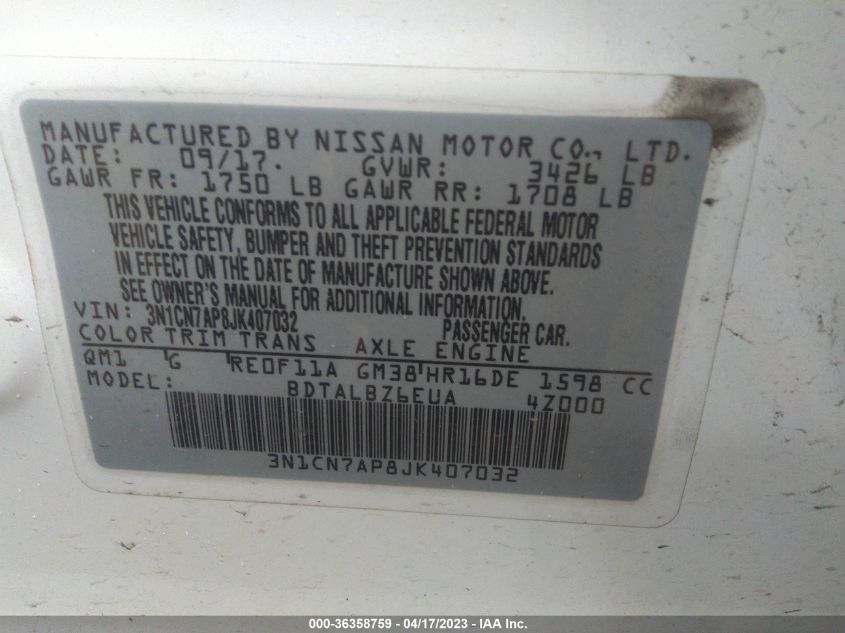 MANUFACTURED BY NISSAN MOTOR CO., LTD.
DATE: 09/17. GVWR: 3426 LB
GAWR FR: 1750 LB GAWR RR: 1708 LB
THIS VEHICLE CONFORMS TO ALL APPLICABLE FEDERAL MOTOR
VEHICLE SAFETY, BUMPER AND THEFT PREVENTION STANDARDS
IN EFFECT ON THE DATE OF MANUFACTURE SHOWN ABOVE.
SEE OWNER'S MANUAL FOR ADDITIONAL INFORMATION.
VIN: 3N1CN7AP8JK407032 PASSENGER CAR.
COLOR TRIM TRANS AXLE ENGINE
QM1 G RE0F11A GM38 HR16DE 1598 CC
MODEL: BDTALBZ6EUA 4Z000
3N1CN7AP8JK407032
000-36358759 - 04/17/2023 - IAA Inc.